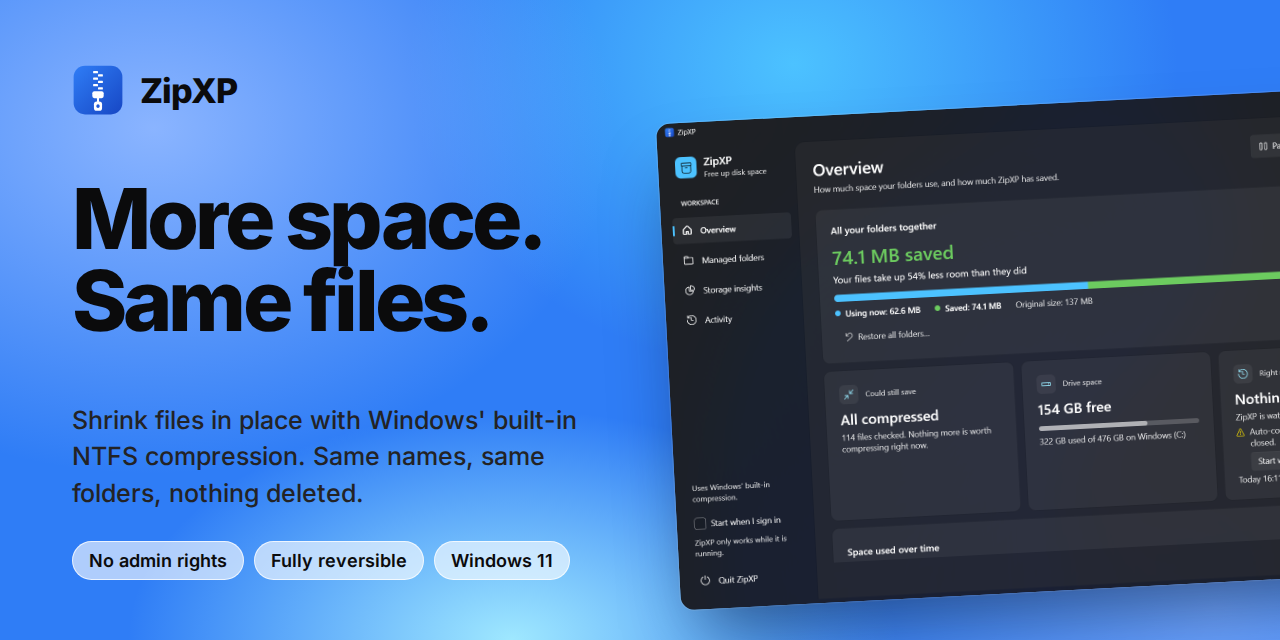 ZipXP
More space.
Same files.
Shrink files in place with Windows' built-in
NTFS compression. Same names, same
folders, nothing deleted.
No admin rights
Fully reversible
Windows 11
ZipXP
ZipXP
Free up disk space
WORKSPACE
Overview
Managed folders
Storage insights
Activity
Uses Windows' built-in
compression.
Start when I sign in
ZipXP only works while it is
running.
Quit ZipXP
Overview
How much space your folders use, and how much ZipXP has saved.
All your folders together
74.1 MB saved
Your files take up 54% less room than they did
Using now: 62.6 MB
Saved: 74.1 MB
Original size: 137 MB
Restore all folders...
Could still save
All compressed
114 files checked. Nothing more is worth
compressing right now.
Drive space
154 GB free
322 GB used of 476 GB on Windows (C:)
Right
ZipXP is
closed.
Start
Today
Space used over time